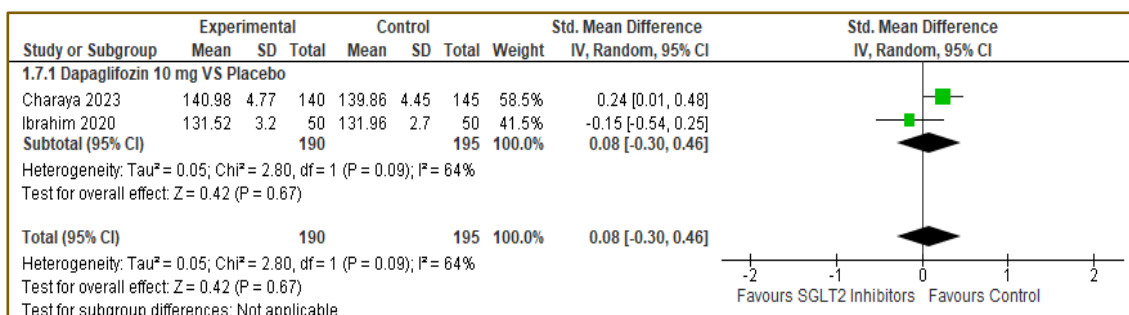 Experimental Control Std. Mean Difference Std. Mean Difference
Study or Subgroup Mean SD Total Mean SD Total Weight IV, Random, 95% CI IV, Random, 95% CI
1.7.1 Dapaglifozin 10 mg VS Placebo
Charaya 2023 140.98 4.77 140 139.86 4.45 145 58.5% 0.24 [0.01, 0.48]
Ibrahim 2020 131.52 3.2 50 131.96 2.7 50 41.5% -0.15 [-0.54, 0.25]
Subtotal (95% CI) 190 195 100.0% 0.08 [-0.30, 0.46]
Heterogeneity: Tau² = 0.05; Chi² = 2.80, df = 1 (P = 0.09); I² = 64%
Test for overall effect: Z = 0.42 (P = 0.67)
Total (95% CI) 190 195 100.0% 0.08 [-0.30, 0.46]
Heterogeneity: Tau² = 0.05; Chi² = 2.80, df = 1 (P = 0.09); I² = 64%
Test for overall effect: Z = 0.42 (P = 0.67)
Test for subgroup differences: Not applicable
-2 -1 0 1 2
Favours SGLT2 Inhibitors Favours Control